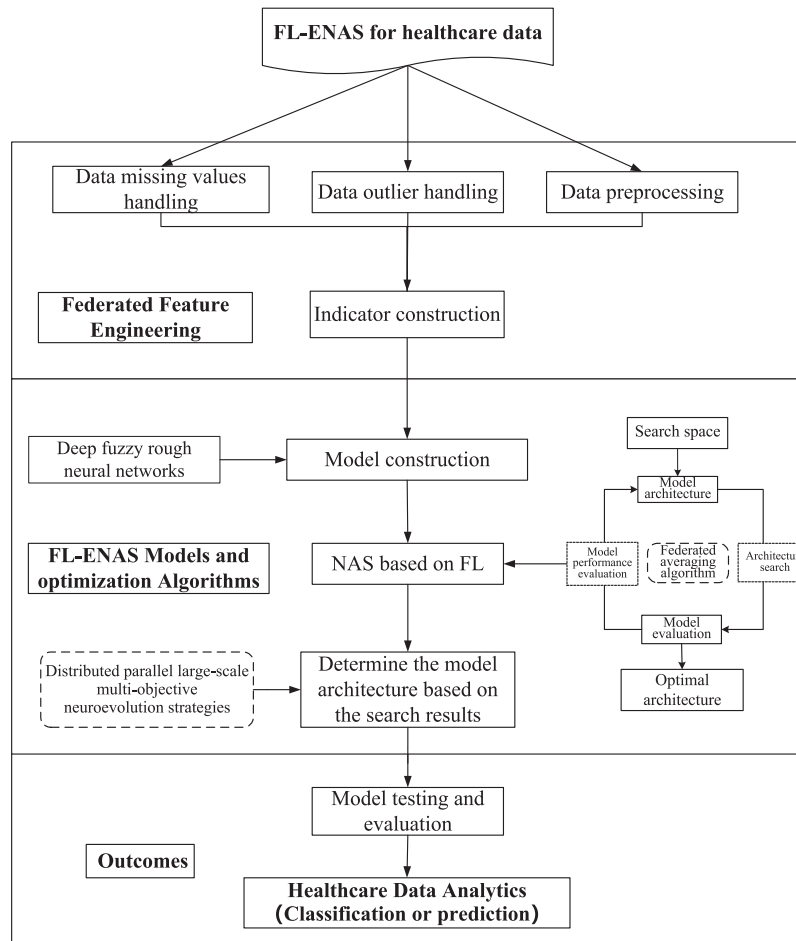 FL-ENAS for healthcare data
Data missing values
handling
Data outlier handling
Data preprocessing
Federated Feature
Engineering
Indicator construction
Deep fuzzy rough
neural networks
Model construction
Search space
Model
architecture
FL-ENAS Models and
optimization Algorithms
NAS based on FL
Model
performance
evaluation
Federated
averaging
algorithm
Architecture
search
Model
evaluation
Distributed parallel large-scale
multi-objective
neuroevolution strategies
Determine the model
architecture based on
the search results
Optimal
architecture
Model testing and
evaluation
Outcomes
Healthcare Data Analytics
(Classification or prediction)